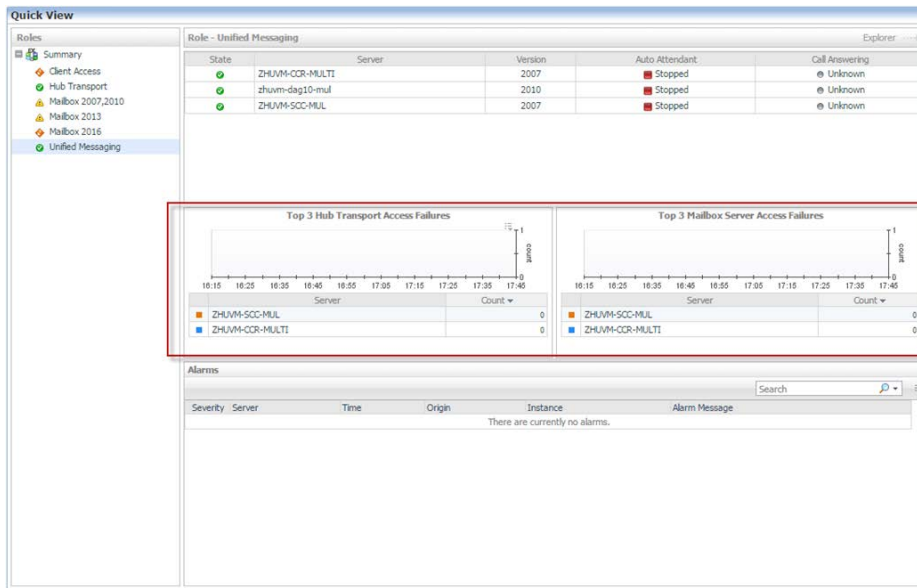 Quick View
Roles
Summary
Client Access
Hub Transport
Mailbox 2007,2010
Mailbox 2013
Mailbox 2016
Unified Messaging
Role - Unified Messaging Explorer
State Server Version Auto Attendant Call Answering
ZHUVM-CCR-MULTI 2007 Stopped Unknown
zhuvm-dag10-mul 2010 Stopped Unknown
ZHUVM-SCC-MUL 2007 Stopped Unknown
Top 3 Hub Transport Access Failures
1
count
0
16:15 16:25 16:35 16:45 16:55 17:05 17:15 17:25 17:35 17:45
Server Count
ZHUVM-SCC-MUL 0
ZHUVM-CCR-MULTI 0
Top 3 Mailbox Server Access Failures
1
count
0
16:15 16:25 16:35 16:45 16:55 17:05 17:15 17:25 17:35 17:45
Server Count
ZHUVM-SCC-MUL 0
ZHUVM-CCR-MULTI 0
Alarms
Search
Severity Server Time Origin Instance Alarm Message
There are currently no alarms.